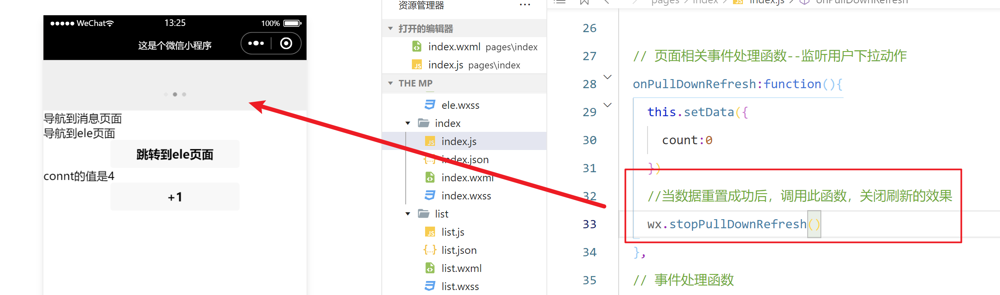 WeChat 13:25 100%
这是个微信小程序
导航到消息页面
导航到ele页面
跳转到ele页面
connt的值是4
+1
资源管理器 ...
打开的编辑器
index.wxml pages\index
JS index.js pages\index
THE MP
ele.wxss
index
JS index.js
{..} index.json
index.wxml
index.wxss
list
JS list.js
{..} list.json
list.wxml
list.wxss
pages > index > JS index.js > onPullDownRefresh
26
27 // 页面相关事件处理函数--监听用户下拉动作
28 onPullDownRefresh:function(){
29 this.setData({
30 count:0
31 })
32 //当数据重置成功后，调用此函数，关闭刷新的效果
33 wx.stopPullDownRefresh()
34 },
35 // 事件处理函数